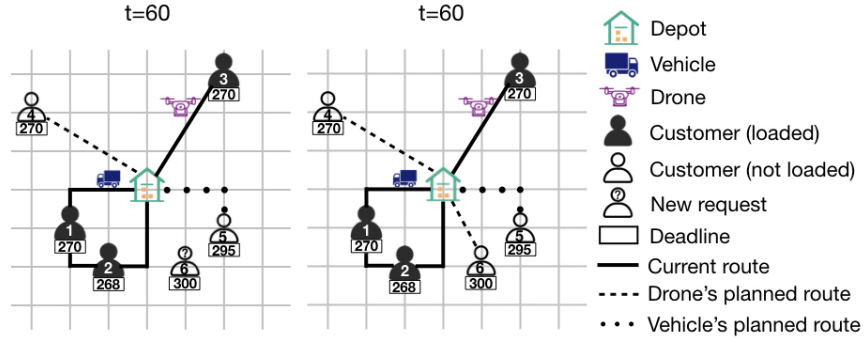 t=60
3
270
4
270
1
270
2
268
5
295
?
6
300
t=60
3
270
4
270
1
270
2
268
5
295
6
300
Depot
Vehicle
Drone
Customer (loaded)
Customer (not loaded)
?
New request
Deadline
Current route
Drone's planned route
Vehicle's planned route